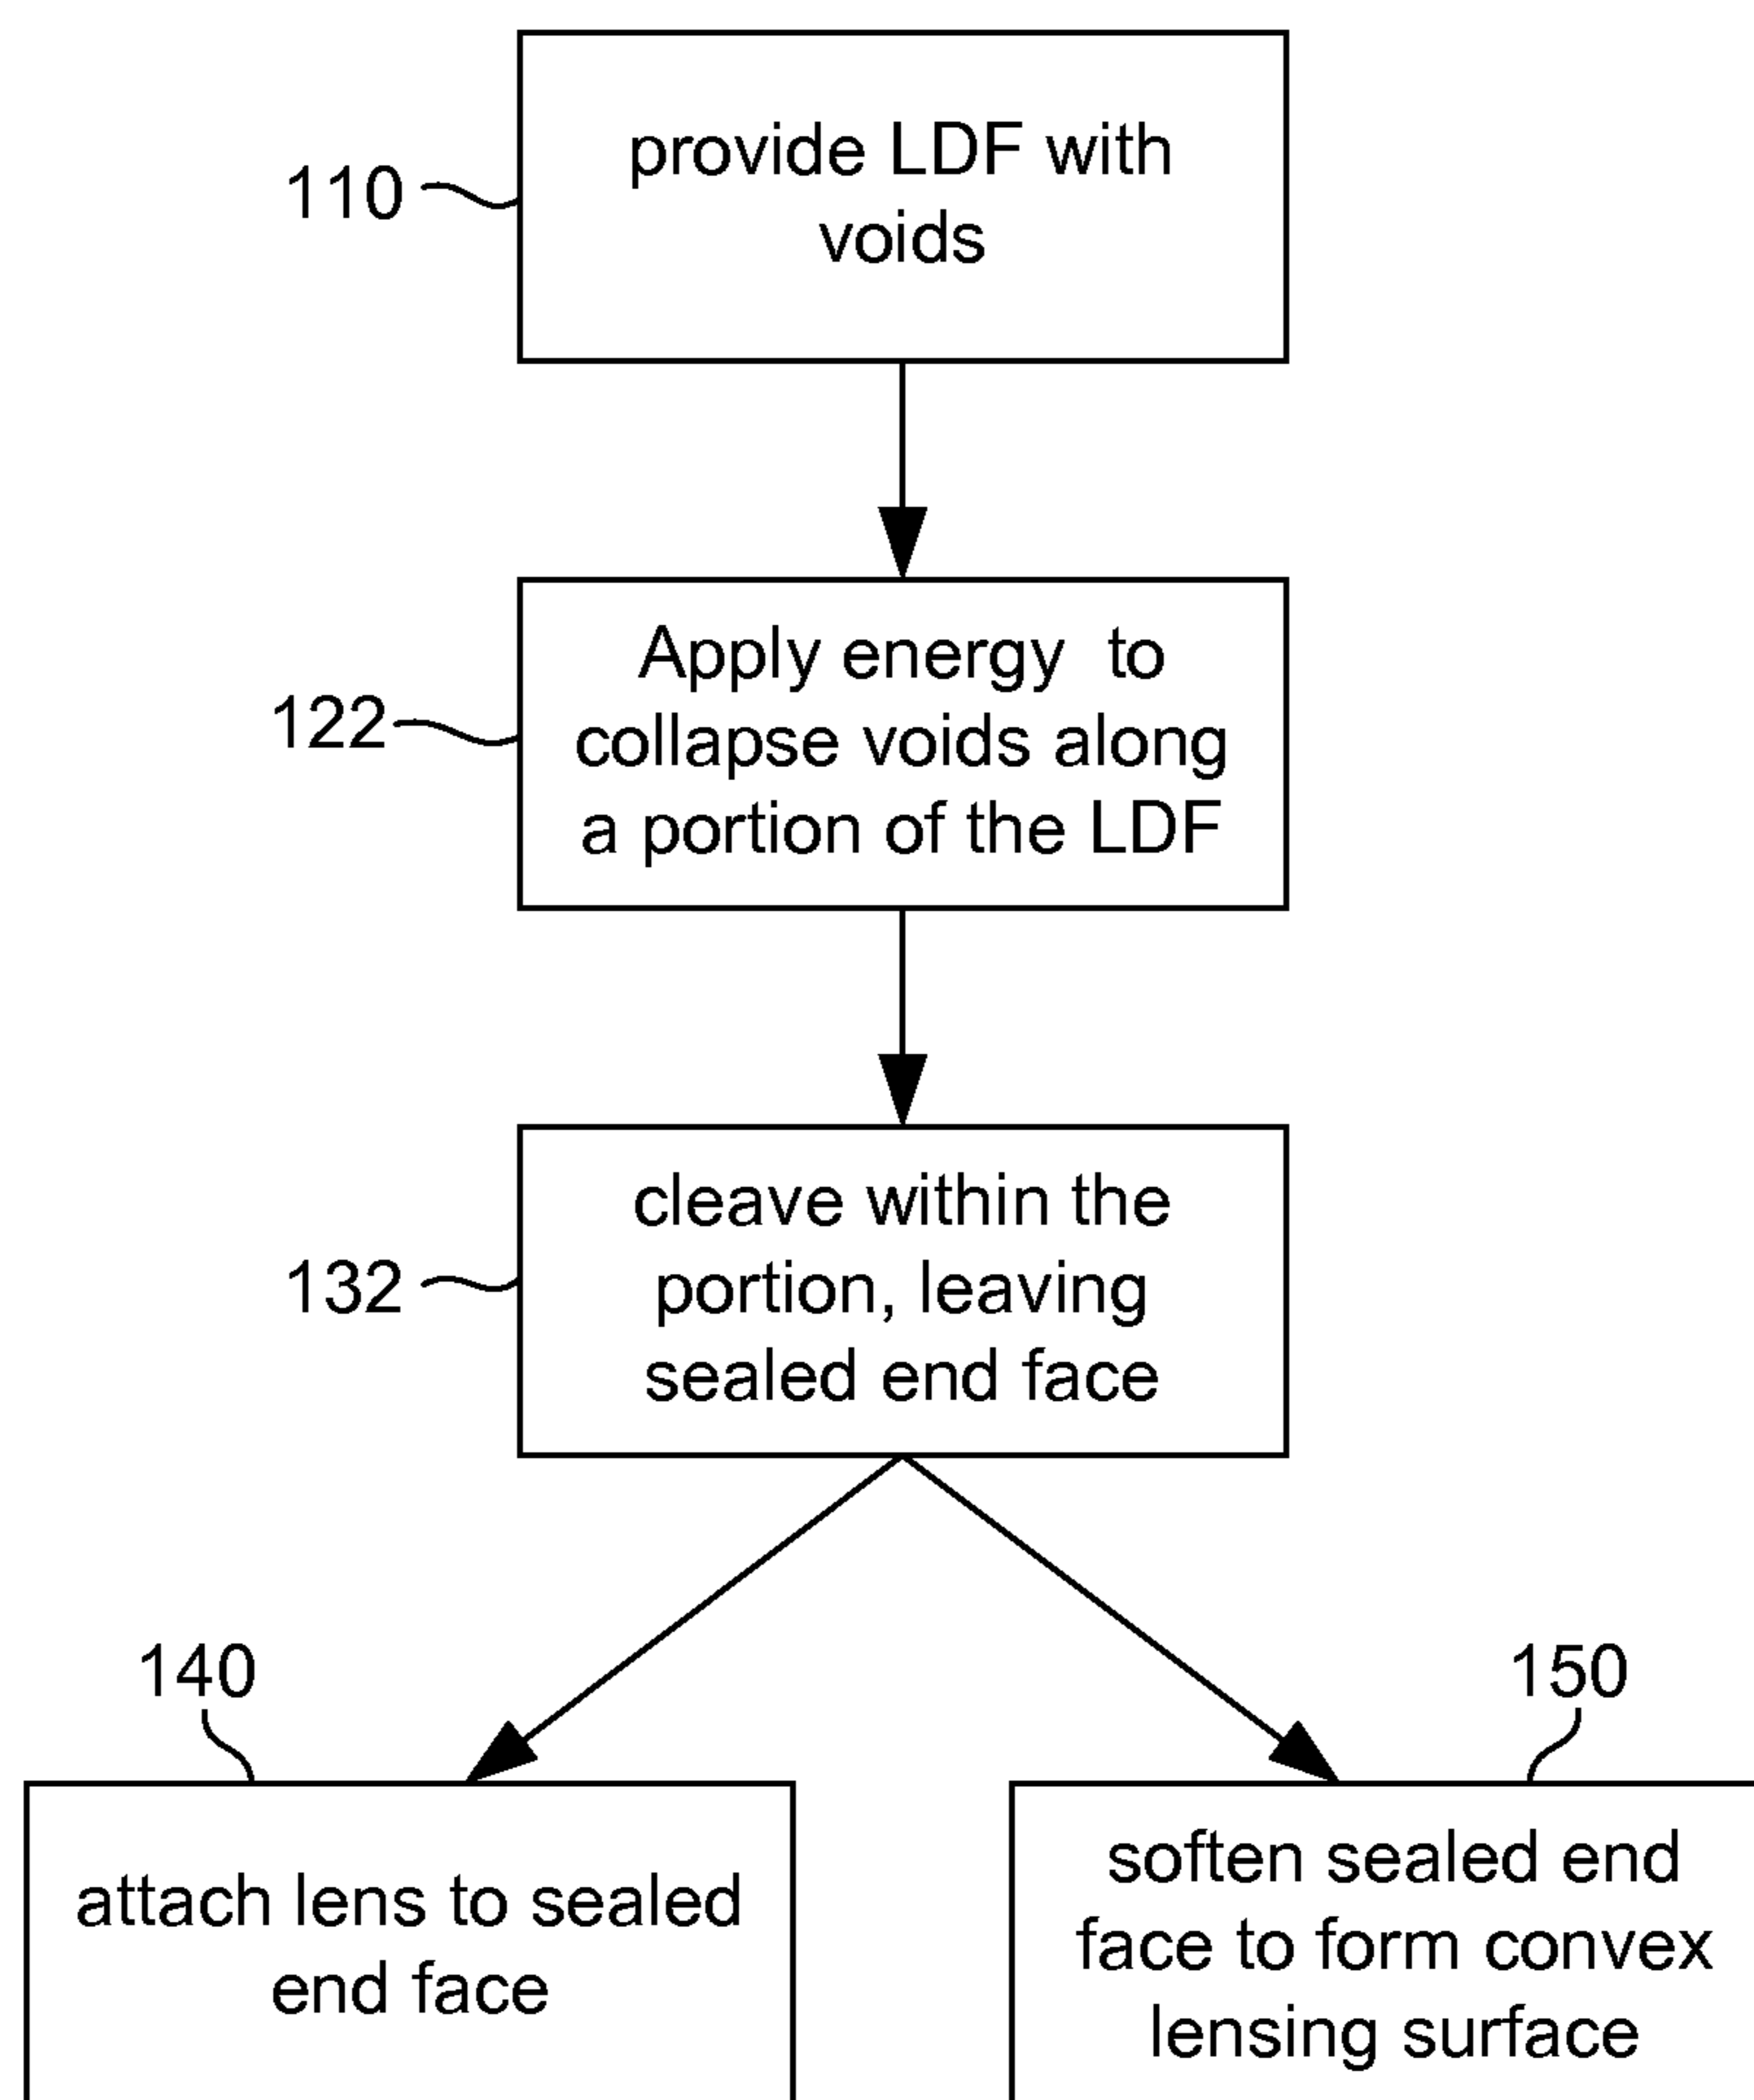 110
provide LDF with
voids
122
Apply energy to
collapse voids along
a portion of the LDF
132
cleave within the
portion, leaving
sealed end face
140
150
attach lens to sealed
end face
soften sealed end
face to form convex
lensing surface